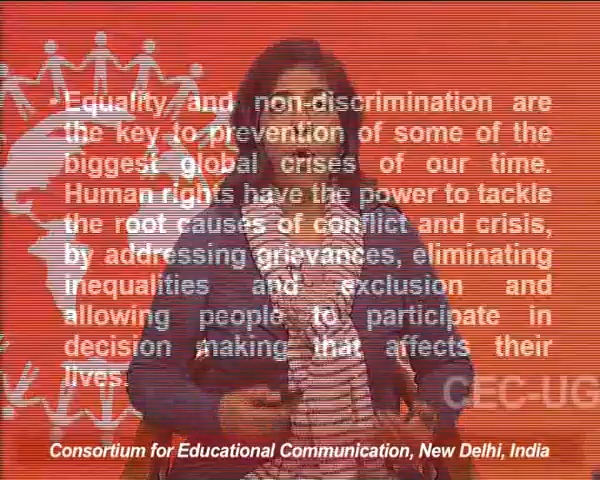 • Equality and non-discrimination are
the key to prevention of some of the
biggest global crises of our time.
Human rights have the power to tackle
the root causes of conflict and crisis,
by addressing grievances, eliminating
inequalities and exclusion and
allowing people to participate in
decision making that affects their
lives.
CEC-UG
Consortium for Educational Communication, New Delhi, India